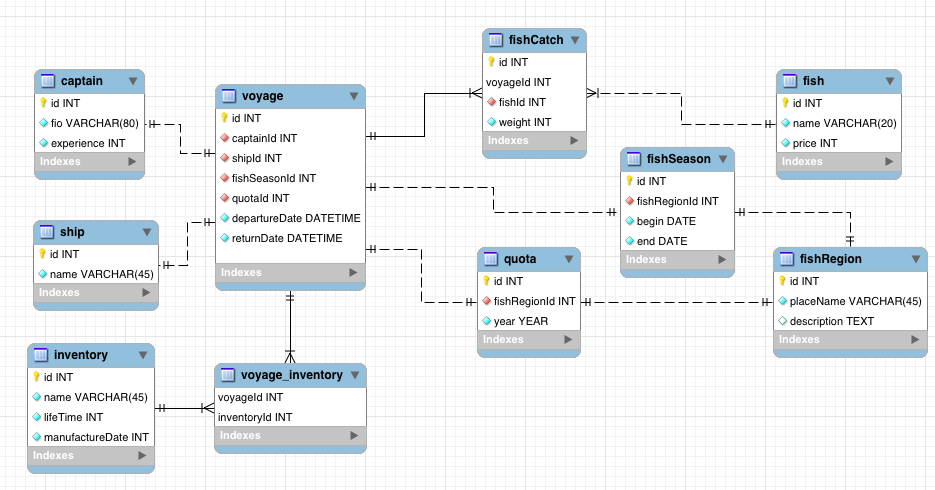 captain
id INT
fio VARCHAR(80)
experience INT
Indexes
voyage
id INT
captainId INT
shipId INT
fishSeasonId INT
quotaId INT
departureDate DATETIME
returnDate DATETIME
Indexes
fishCatch
id INT
voyageId INT
fishId INT
weight INT
Indexes
fish
id INT
name VARCHAR(20)
price INT
Indexes
fishSeason
id INT
fishRegionId INT
begin DATE
end DATE
Indexes
ship
id INT
name VARCHAR(45)
Indexes
quota
id INT
fishRegionId INT
year YEAR
Indexes
fishRegion
id INT
placeName VARCHAR(45)
description TEXT
Indexes
inventory
id INT
name VARCHAR(45)
lifeTime INT
manufactureDate INT
Indexes
voyage_inventory
voyageId INT
inventoryId INT
Indexes